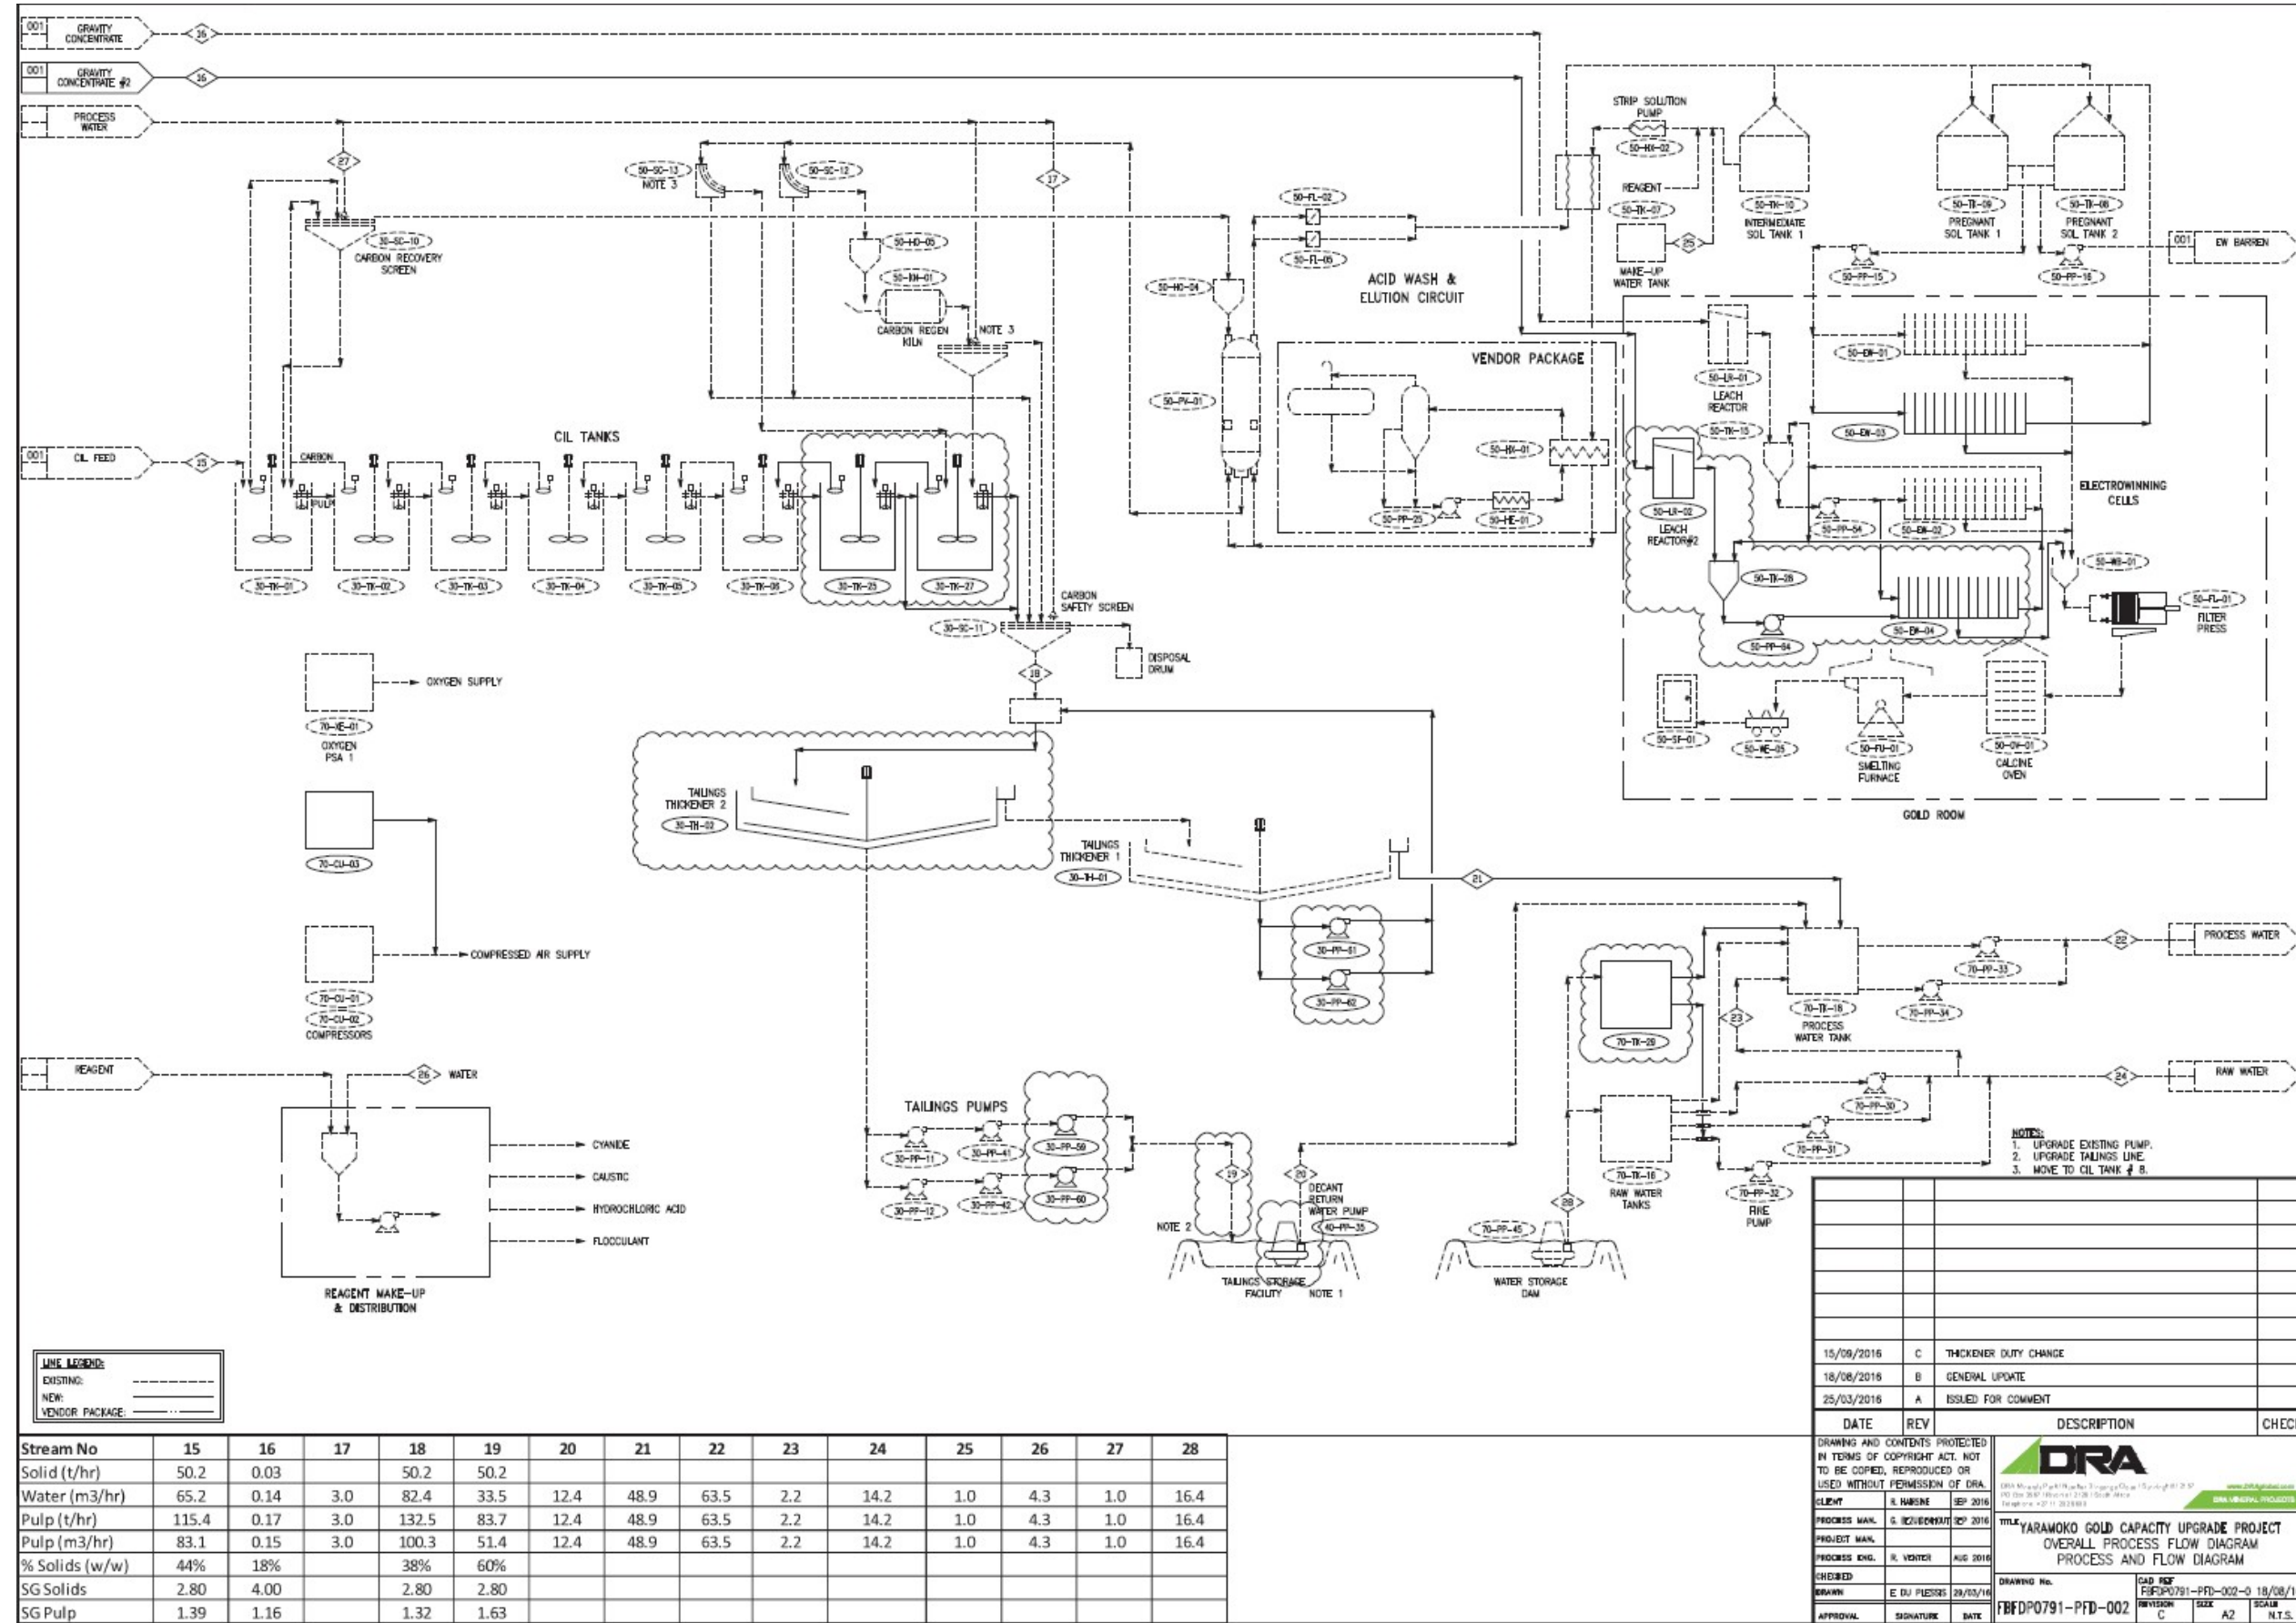 001
GRAVITY
CONCENTRATE
16
001
GRAVITY
CONCENTRATE #2
16
PROCESS
WATER
27
30-SC-10
CARBON RECOVERY
SCREEN
50-SC-13
NOTE 3
50-SC-12
17
50-HO-05
50-KN-01
CARBON REGEN
KILN
NOTE 3
50-HO-04
50-PV-01
50-FL-02
50-FL-05
ACID WASH &
ELUTION CIRCUIT
VENDOR PACKAGE
50-HX-01
50-PP-25
50-HE-01
STRIP SOLUTION
PUMP
50-HX-02
REAGENT
50-TK-07
25
MAKE-UP
WATER TANK
50-TK-10
INTERMEDIATE
SOL TANK 1
50-TK-09
PREGNANT
SOL TANK 1
50-TK-08
PREGNANT
SOL TANK 2
50-PP-15
50-PP-16
001
EW BARREN
50-LR-01
LEACH
REACTOR
50-TK-15
50-EW-01
50-EW-03
50-LR-02
LEACH
REACTOR#2
50-PP-54
50-EW-02
ELECTROWINNING
CELLS
50-TK-28
50-PP-64
50-EW-04
50-WB-01
50-FL-01
FILTER
PRESS
50-SF-01
50-WE-05
50-FU-01
SMELTING
FURNACE
50-OV-01
CALCINE
OVEN
GOLD ROOM
001
CIL FEED
15
CIL TANKS
CARBON
PULP
30-TK-01
30-TK-02
30-TK-03
30-TK-04
30-TK-05
30-TK-06
30-TK-25
30-TK-27
CARBON
SAFETY SCREEN
30-SC-11
DISPOSAL
DRUM
18
OXYGEN SUPPLY
70-XE-01
OXYGEN
PSA 1
TAILINGS
THICKENER 2
30-TH-02
TAILINGS
THICKENER 1
30-TH-01
21
30-PP-61
30-PP-62
70-CU-03
COMPRESSED AIR SUPPLY
70-CU-01
70-CU-02
COMPRESSORS
REAGENT
26
WATER
CYANIDE
CAUSTIC
HYDROCHLORIC ACID
FLOCCULANT
REAGENT MAKE-UP
& DISTRIBUTION
TAILINGS PUMPS
30-PP-11
30-PP-41
30-PP-59
30-PP-12
30-PP-42
30-PP-60
19
20
DECANT
RETURN
WATER PUMP
40-PP-35
NOTE 2
TAILINGS STORAGE
FACILITY
NOTE 1
70-PP-45
28
WATER STORAGE
DAM
70-TK-29
70-TK-16
RAW WATER
TANKS
23
70-TK-18
PROCESS
WATER TANK
70-PP-33
70-PP-34
22
PROCESS WATER
70-PP-30
70-PP-31
70-PP-32
FIRE
PUMP
24
RAW WATER
NOTES:
1. UPGRADE EXISTING PUMP.
2. UPGRADE TAILINGS LINE.
3. MOVE TO CIL TANK # 8.
LINE LEGEND:
EXISTING:
NEW:
VENDOR PACKAGE:
Stream No 15 16 17 18 19 20 21 22 23 24 25 26 27 28
Solid (t/hr) 50.2 0.03 50.2 50.2
Water (m3/hr) 65.2 0.14 3.0 82.4 33.5 12.4 48.9 63.5 2.2 14.2 1.0 4.3 1.0 16.4
Pulp (t/hr) 115.4 0.17 3.0 132.5 83.7 12.4 48.9 63.5 2.2 14.2 1.0 4.3 1.0 16.4
Pulp (m3/hr) 83.1 0.15 3.0 100.3 51.4 12.4 48.9 63.5 2.2 14.2 1.0 4.3 1.0 16.4
% Solids (w/w) 44% 18% 38% 60%
SG Solids 2.80 4.00 2.80 2.80
SG Pulp 1.39 1.16 1.32 1.63
15/09/2016 C THICKENER DUTY CHANGE
18/08/2016 B GENERAL UPDATE
25/03/2016 A ISSUED FOR COMMENT
DATE REV DESCRIPTION CHEC
DRAWING AND CONTENTS PROTECTED
IN TERMS OF COPYRIGHT ACT. NOT
TO BE COPIED, REPRODUCED OR
USED WITHOUT PERMISSION OF DRA.
DRA
DRA MINERAL PROJECTS
CLIENT R. HARSINE SEP 2016
PROCESS MAN. G. BEZUIDENHOUT SEP 2016
PROJECT MAN.
PROCESS ENG. R. VENTER AUG 2016
CHECKED
DRAWN E DU PLESSIS 29/03/16
APPROVAL SIGNATURE DATE
TITLE YARAMOKO GOLD CAPACITY UPGRADE PROJECT
OVERALL PROCESS FLOW DIAGRAM
PROCESS AND FLOW DIAGRAM
DRAWING No.
FBFDP0791-PFD-002
CAD REF
FBFDP0791-PFD-002-0 18/08/1
REVISION C
SIZE A2
SCALE N.T.S.